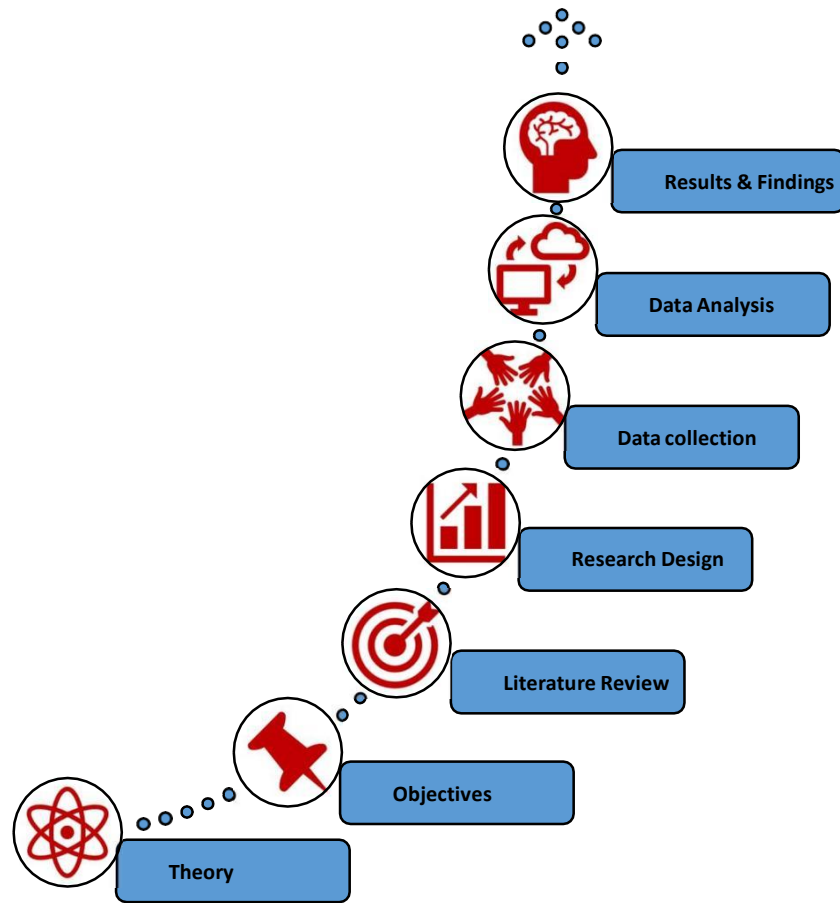 Results & Findings
Data Analysis
Data collection
Research Design
Literature Review
Objectives
Theory